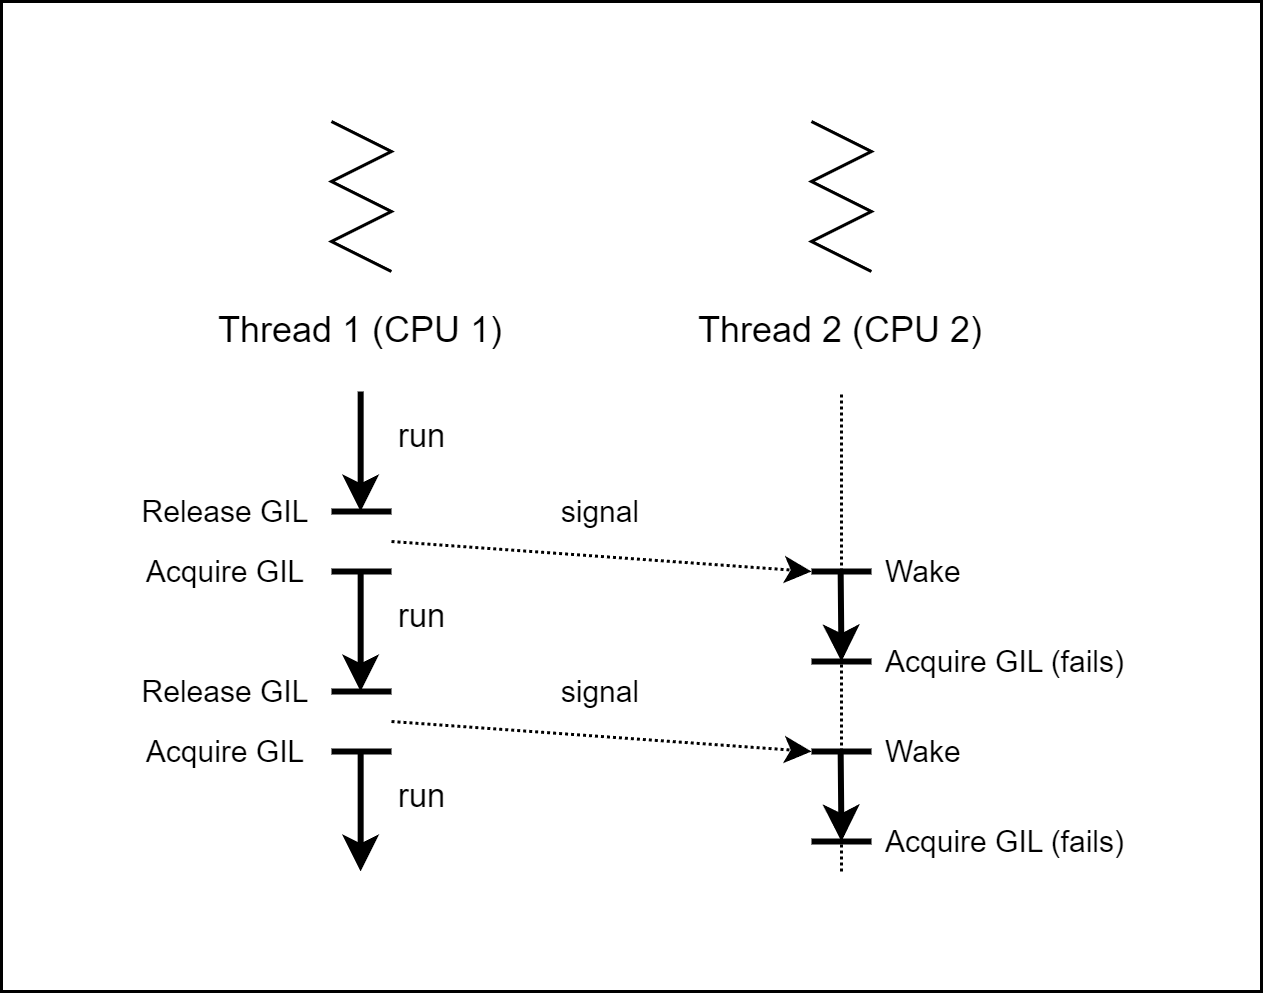 Thread 1 (CPU 1)
Thread 2 (CPU 2)
run
Release GIL
signal
Acquire GIL
Wake
run
Acquire GIL (fails)
Release GIL
signal
Acquire GIL
Wake
run
Acquire GIL (fails)